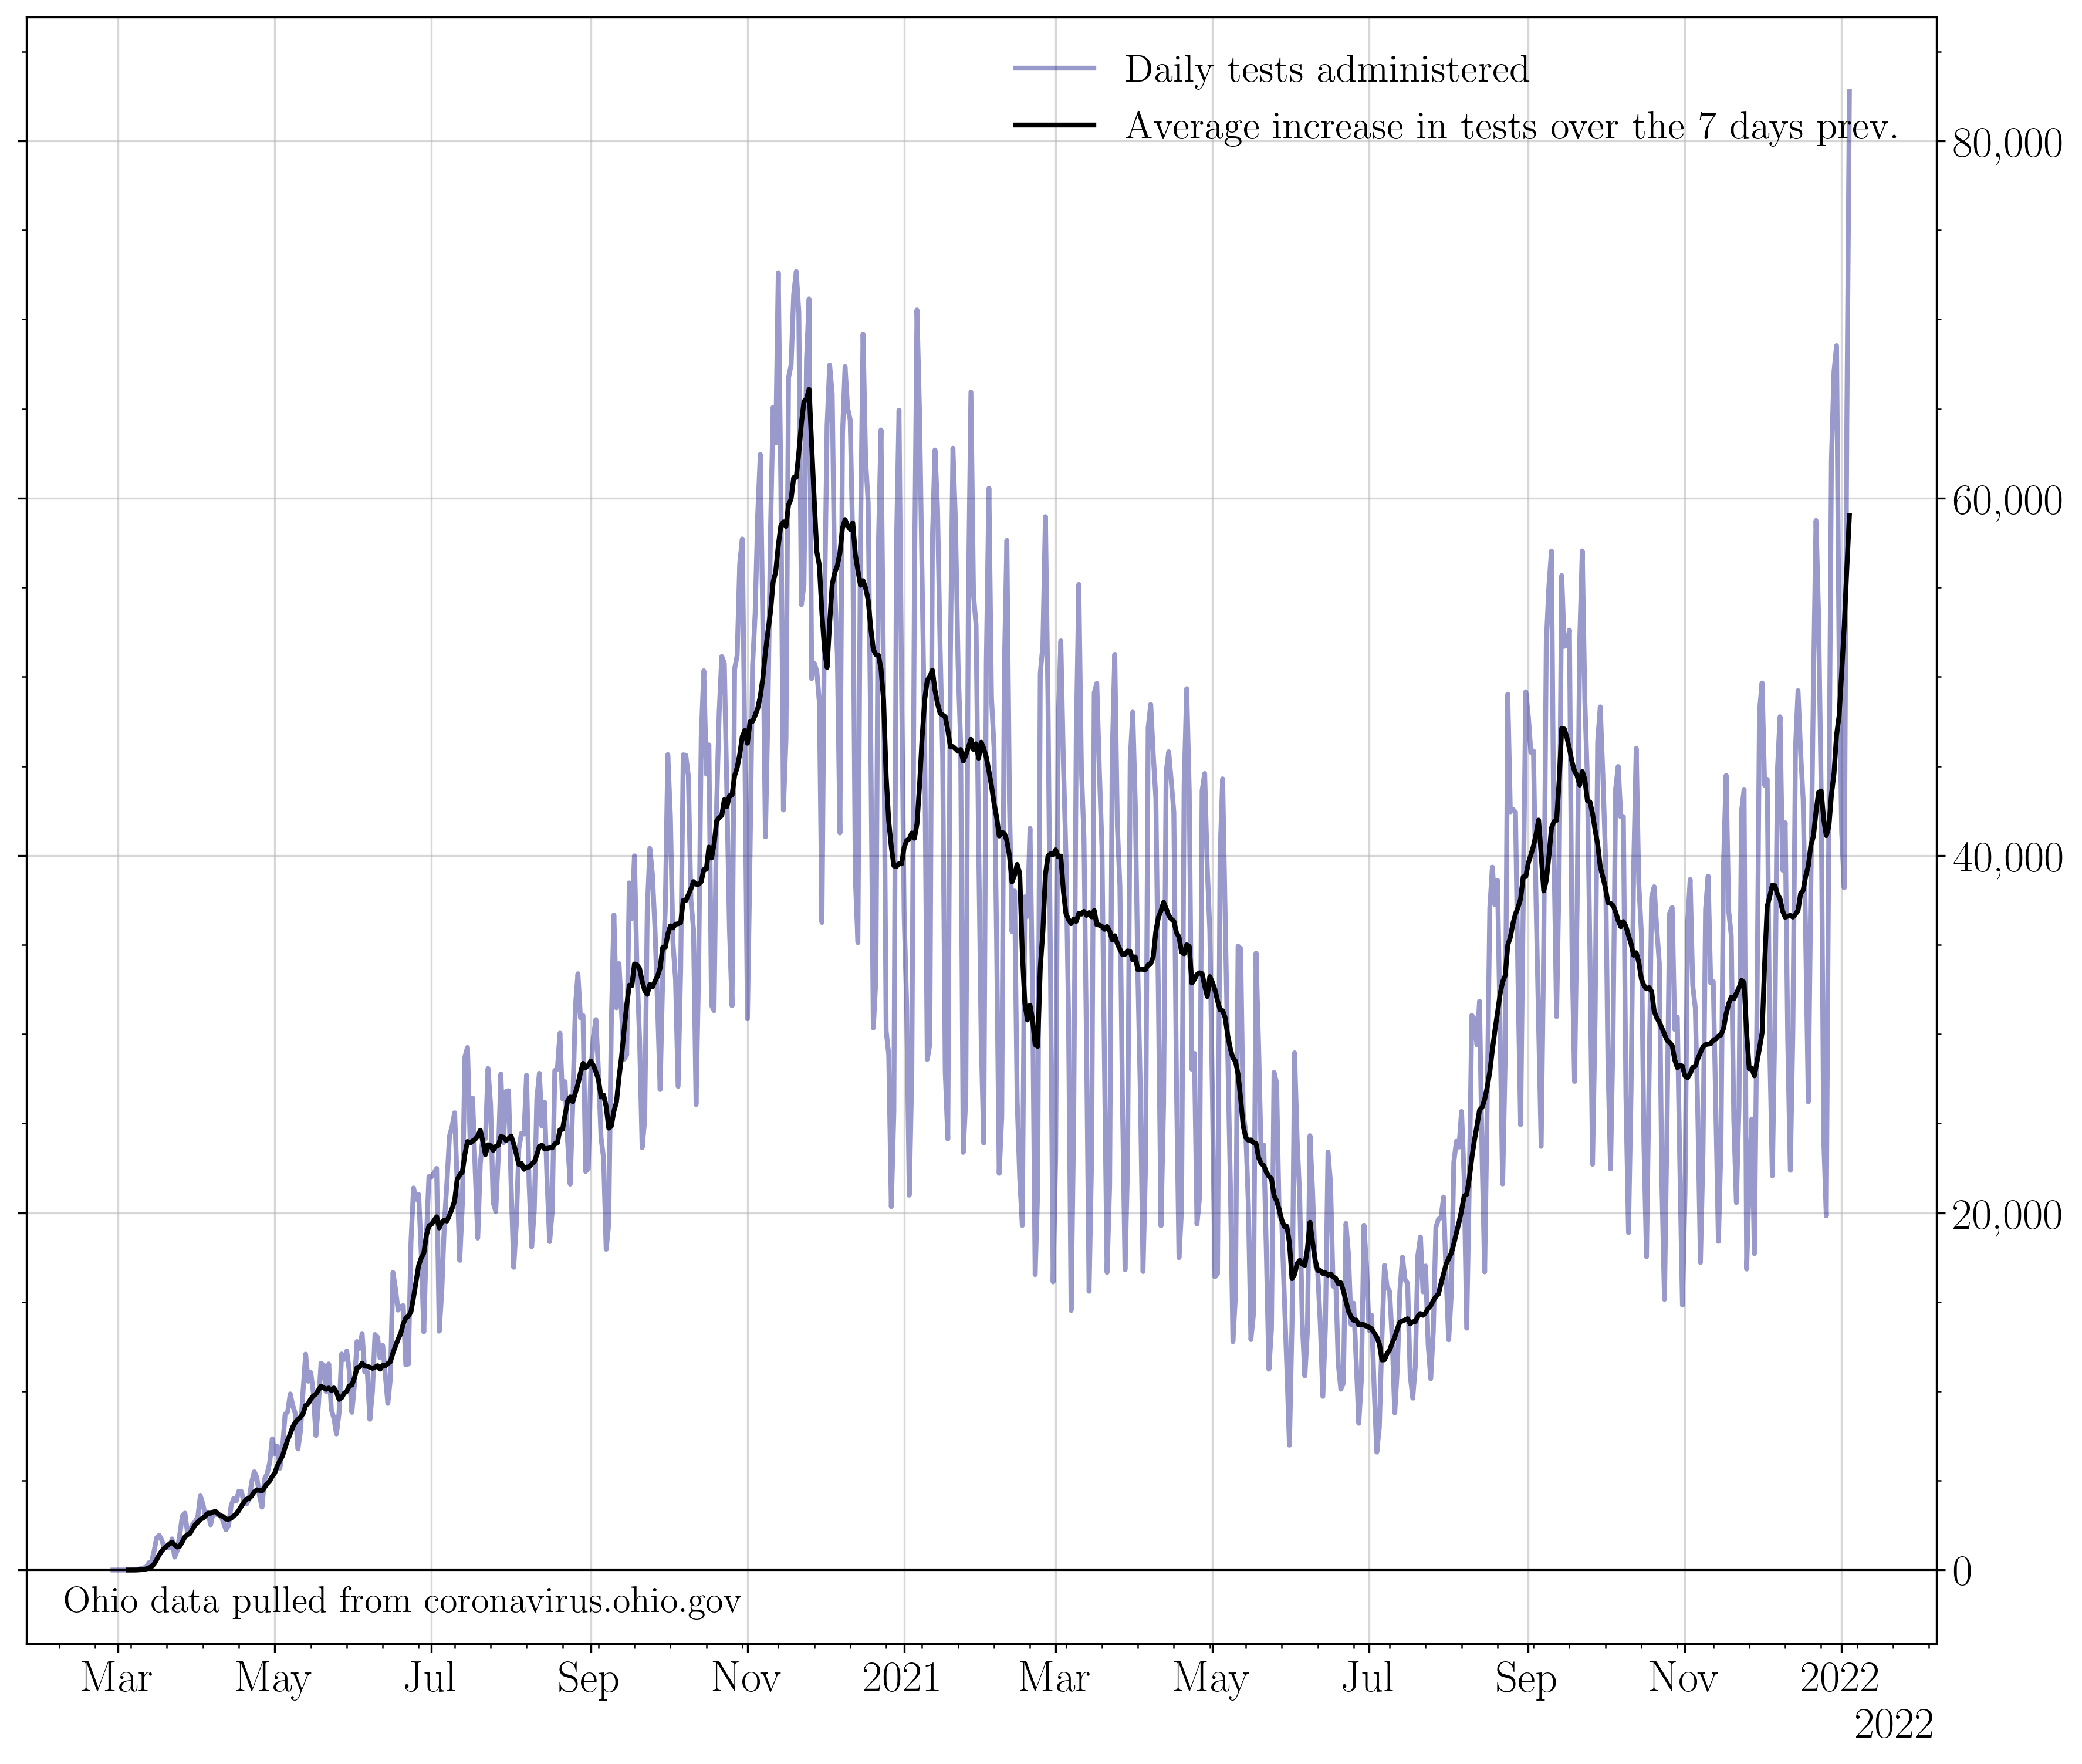 Daily tests administered
Average increase in tests over the 7 days prev.
80,000
60,000
40,000
20,000
0
Ohio data pulled from coronavirus.ohio.gov
Mar May Jul Sep Nov 2021 Mar May Jul Sep Nov 2022
2022